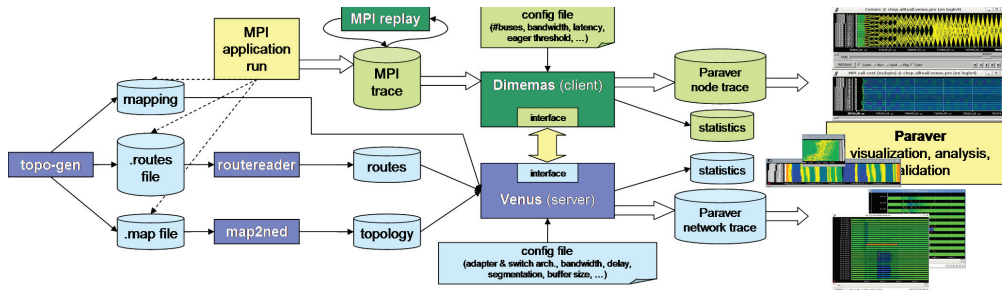 MPI
application
run
MPI replay
MPI
trace
config file
(#buses, bandwidth, latency,
eager threshold, …)
Dimemas (client)
interface
Paraver
node trace
statistics
mapping
topo-gen
.routes
file
routereader
routes
.map file
map2ned
topology
interface
Venus (server)
statistics
Paraver
network trace
config file
(adapter & switch arch., bandwidth, delay,
segmentation, buffer size, …)
Paraver
visualization, analysis,
alidation